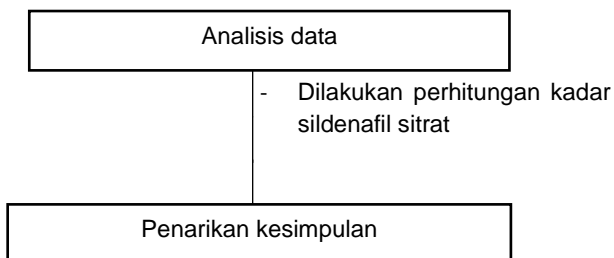 Analisis data
- Dilakukan perhitungan kadar
sildenafil sitrat
Penarikan kesimpulan